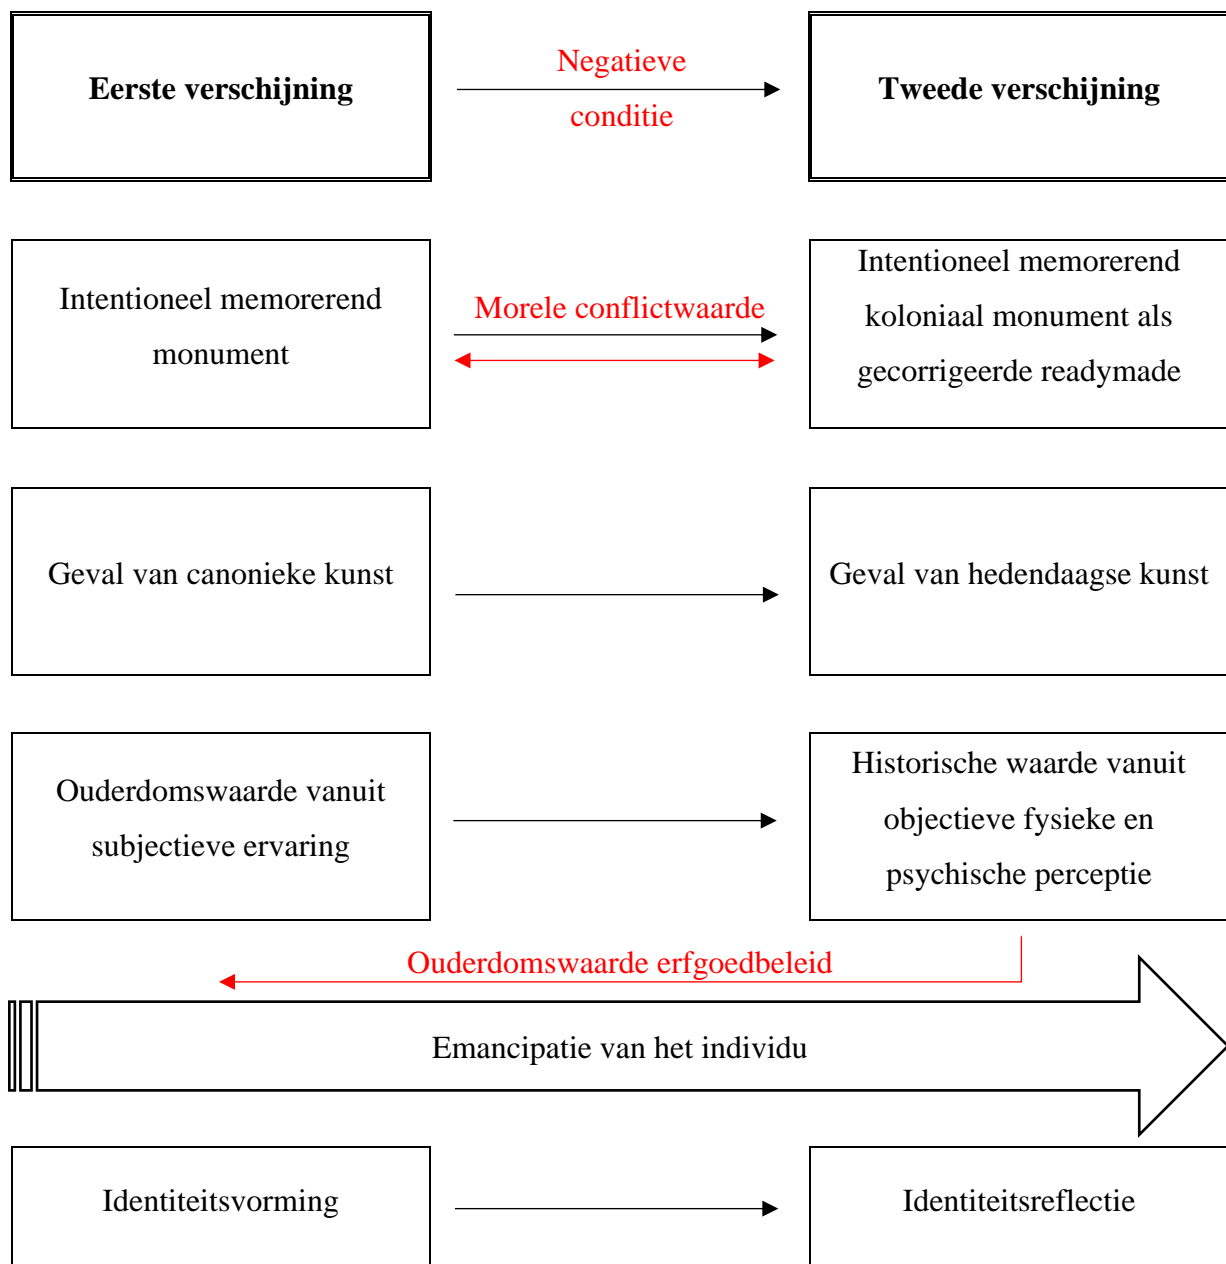 Eerste verschijning
Negatieve
conditie
Tweede verschijning
Intentioneel memorerend
monument
Morele conflictwaarde
Intentioneel memorerend
koloniaal monument als
gecorrigeerde readymade
Geval van canonieke kunst
Geval van hedendaagse kunst
Ouderdomswaarde vanuit
subjectieve ervaring
Historische waarde vanuit
objectieve fysieke en
psychische perceptie
Ouderdomswaarde erfgoedbeleid
Emancipatie van het individu
Identiteitsvorming
Identiteitsreflectie